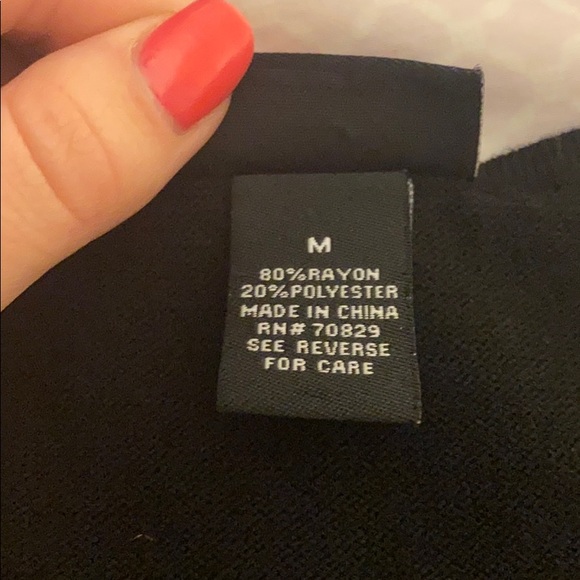 M
80%RAYON
20%POLYESTER
MADE IN CHINA
RN# 70829
SEE REVERSE
FOR CARE